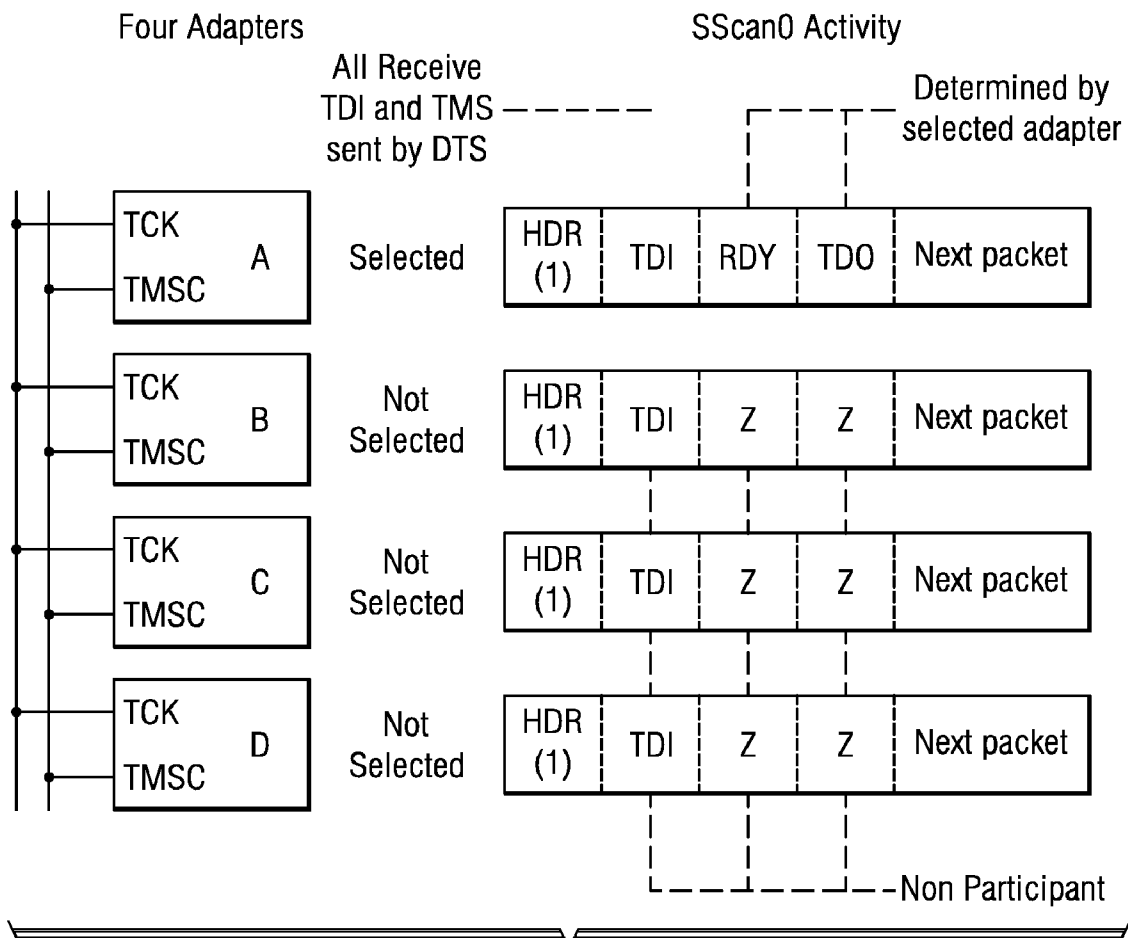 Four Adapters
SScan0 Activity
All Receive
TDI and TMS
sent by DTS
Determined by
selected adapter
TCK
A
TMSC
Selected
HDR
(1)
TDI
RDY
TDO
Next packet
TCK
B
TMSC
Not
Selected
HDR
(1)
TDI
Z
Z
Next packet
TCK
C
TMSC
Not
Selected
HDR
(1)
TDI
Z
Z
Next packet
TCK
D
TMSC
Not
Selected
HDR
(1)
TDI
Z
Z
Next packet
Non Participant